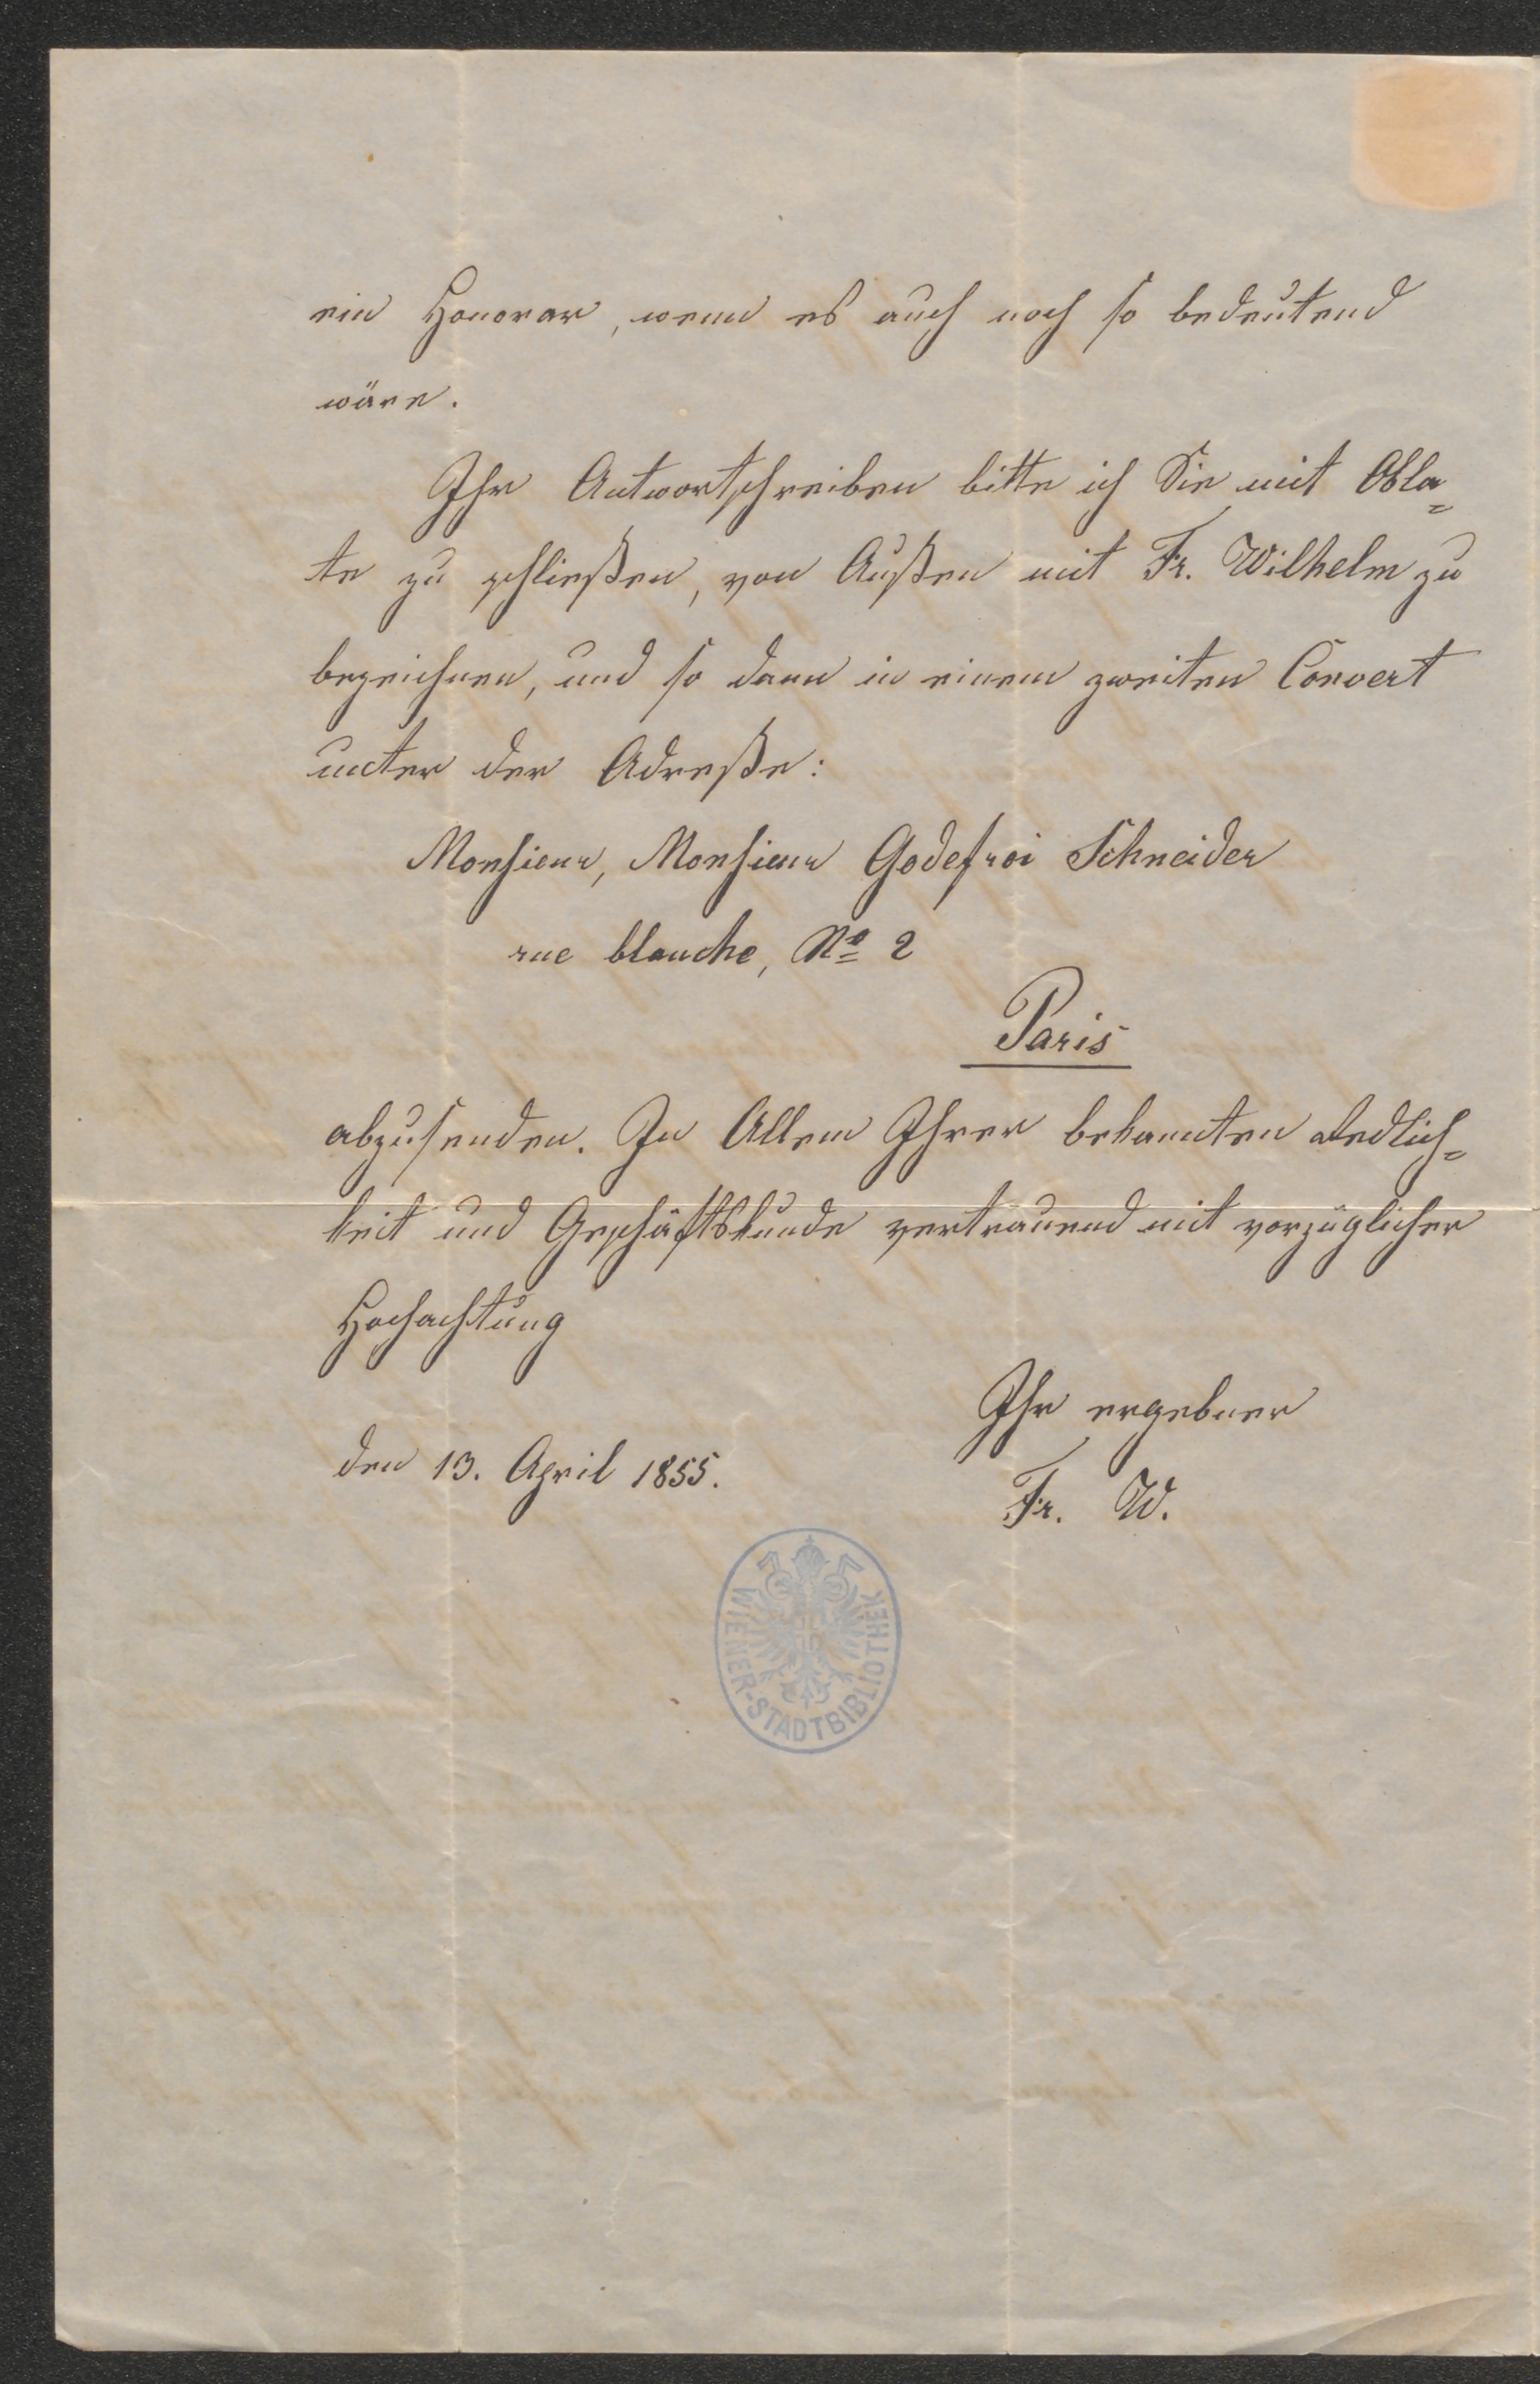 ein Honorar, wenn es auch noch so bedeutend
wäre.
Ihr Antwortschreiben bitte ich Sie mit Obla=
te zu schließen, von Außen mit Fr. Wilhelm zu
bezeichnen, und so dann in einem zweiten Convert
unter der Adreße:
Monsieur, Monsieur Godefroi Schneider
rue blanche, No 2
Paris
abzusenden. In Allem Ihrer bekannten Redlich=
keit und Geschäftskunde vertrauend mit vorzüglicher
Hochachtung
Ihr ergebner
den 13. April 1855.
Fr. W.
WIENER-STADTBIBLIOTHEK